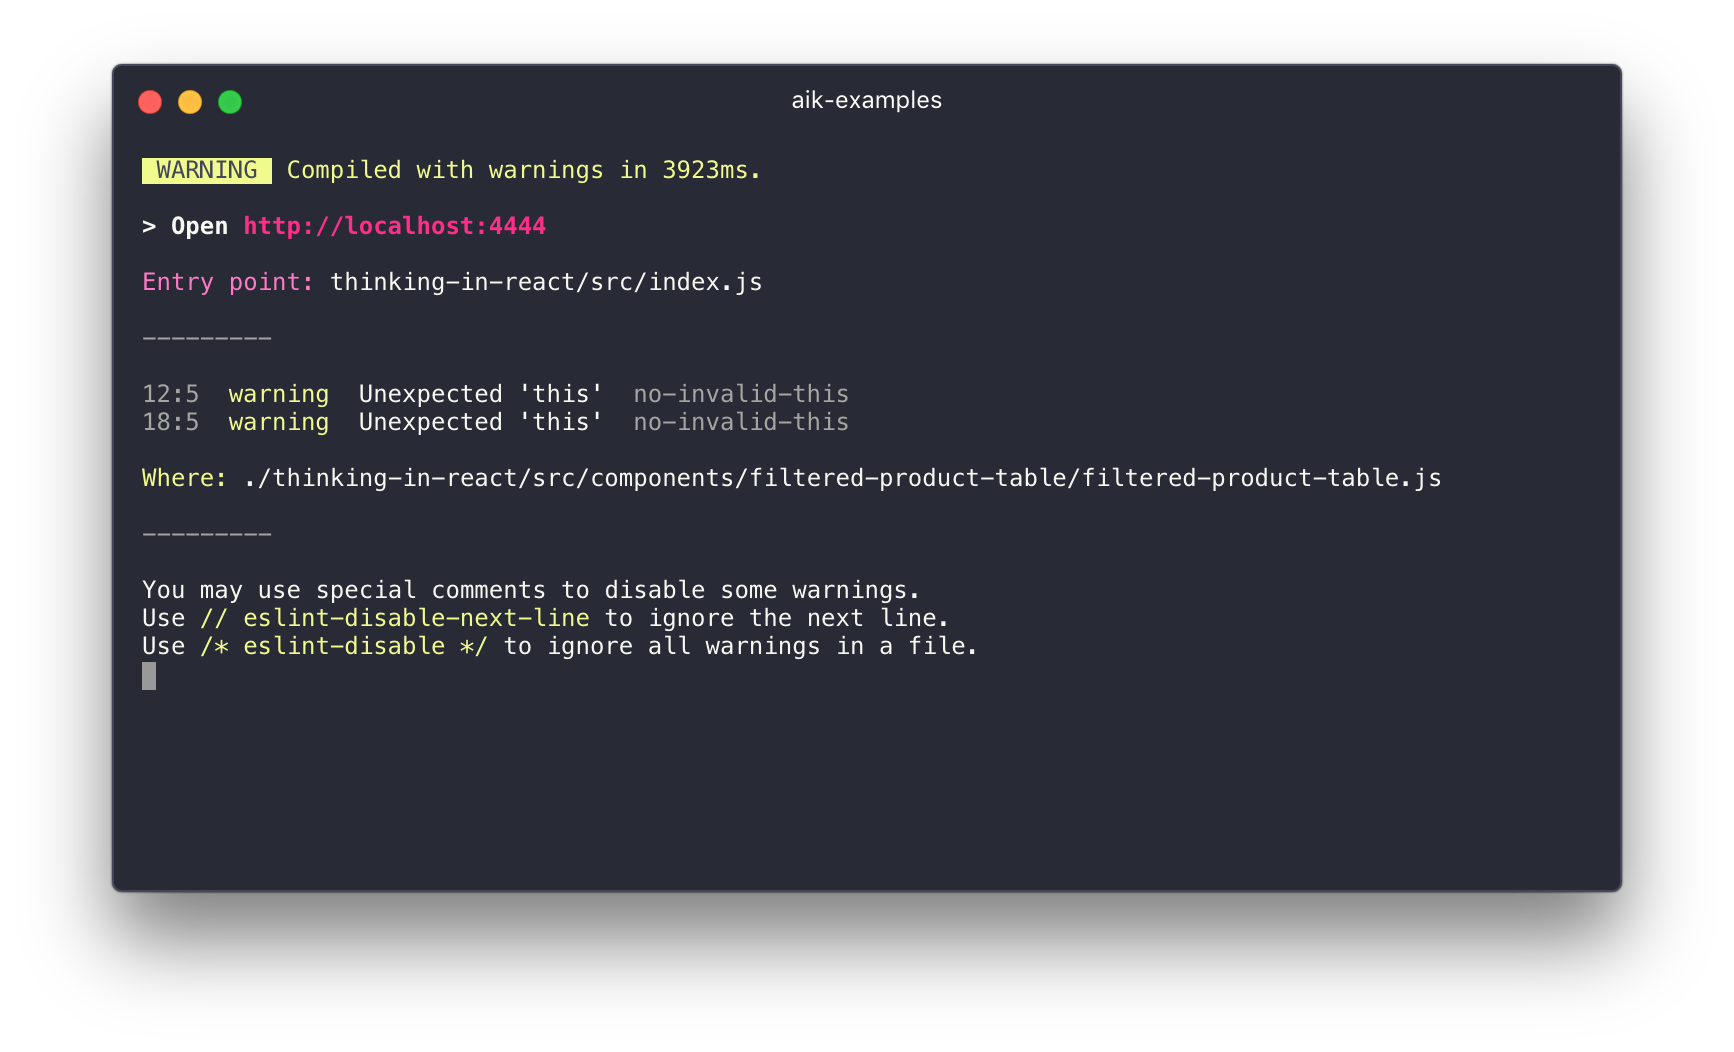 aik-examples
WARNING Compiled with warnings in 3923ms.
> Open http://localhost:4444
Entry point: thinking-in-react/src/index.js
---------
12:5  warning  Unexpected 'this'  no-invalid-this
18:5  warning  Unexpected 'this'  no-invalid-this
Where: ./thinking-in-react/src/components/filtered-product-table/filtered-product-table.js
---------
You may use special comments to disable some warnings.
Use // eslint-disable-next-line to ignore the next line.
Use /* eslint-disable */ to ignore all warnings in a file.